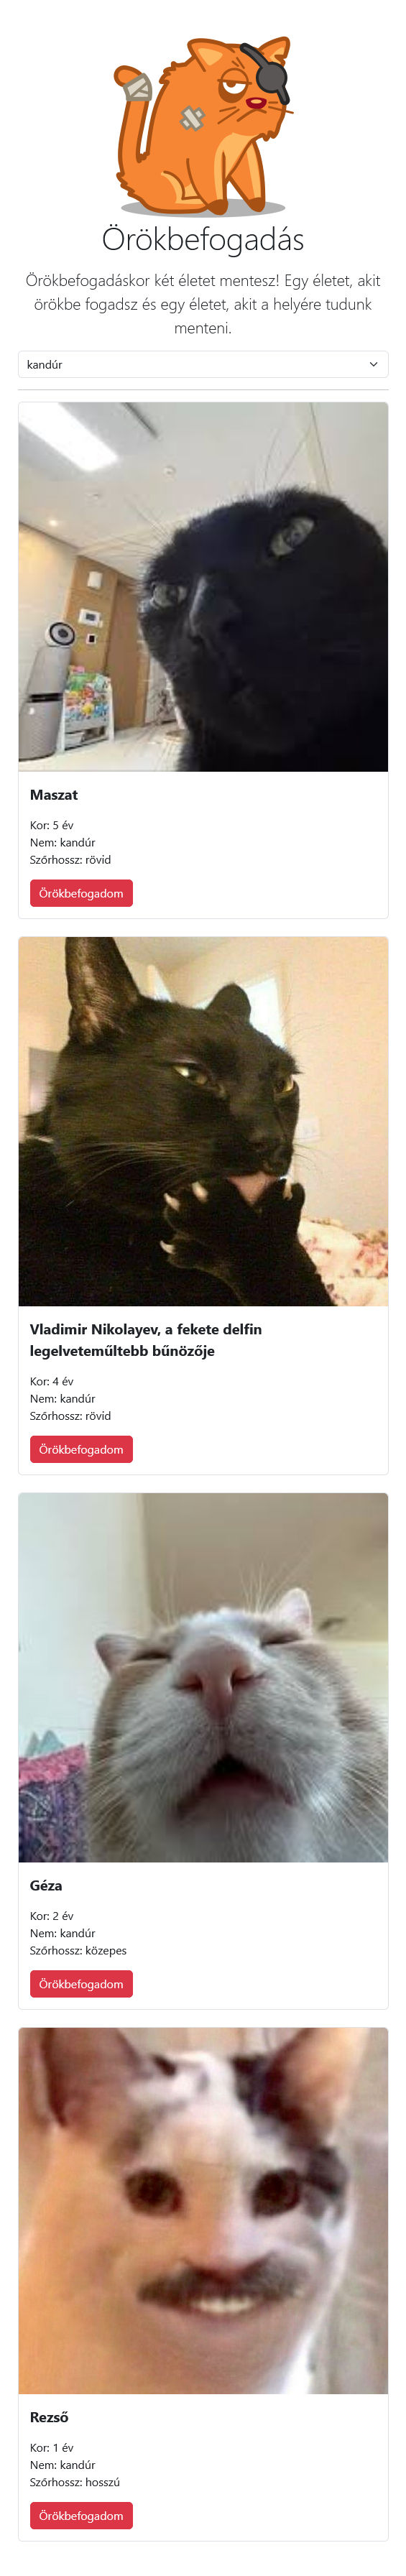 Örökbefogadás
Örökbefogadáskor két életet mentesz! Egy életet, akit
örökbe fogadsz és egy életet, akit a helyére tudunk
menteni.
kandúr
Maszat
Kor: 5 év
Nem: kandúr
Szőrhossz: rövid
Örökbefogadom
Vladimir Nikolayev, a fekete delfin
legelveteműltebb bűnözője
Kor: 4 év
Nem: kandúr
Szőrhossz: rövid
Örökbefogadom
Géza
Kor: 2 év
Nem: kandúr
Szőrhossz: közepes
Örökbefogadom
Rezső
Kor: 1 év
Nem: kandúr
Szőrhossz: hosszú
Örökbefogadom